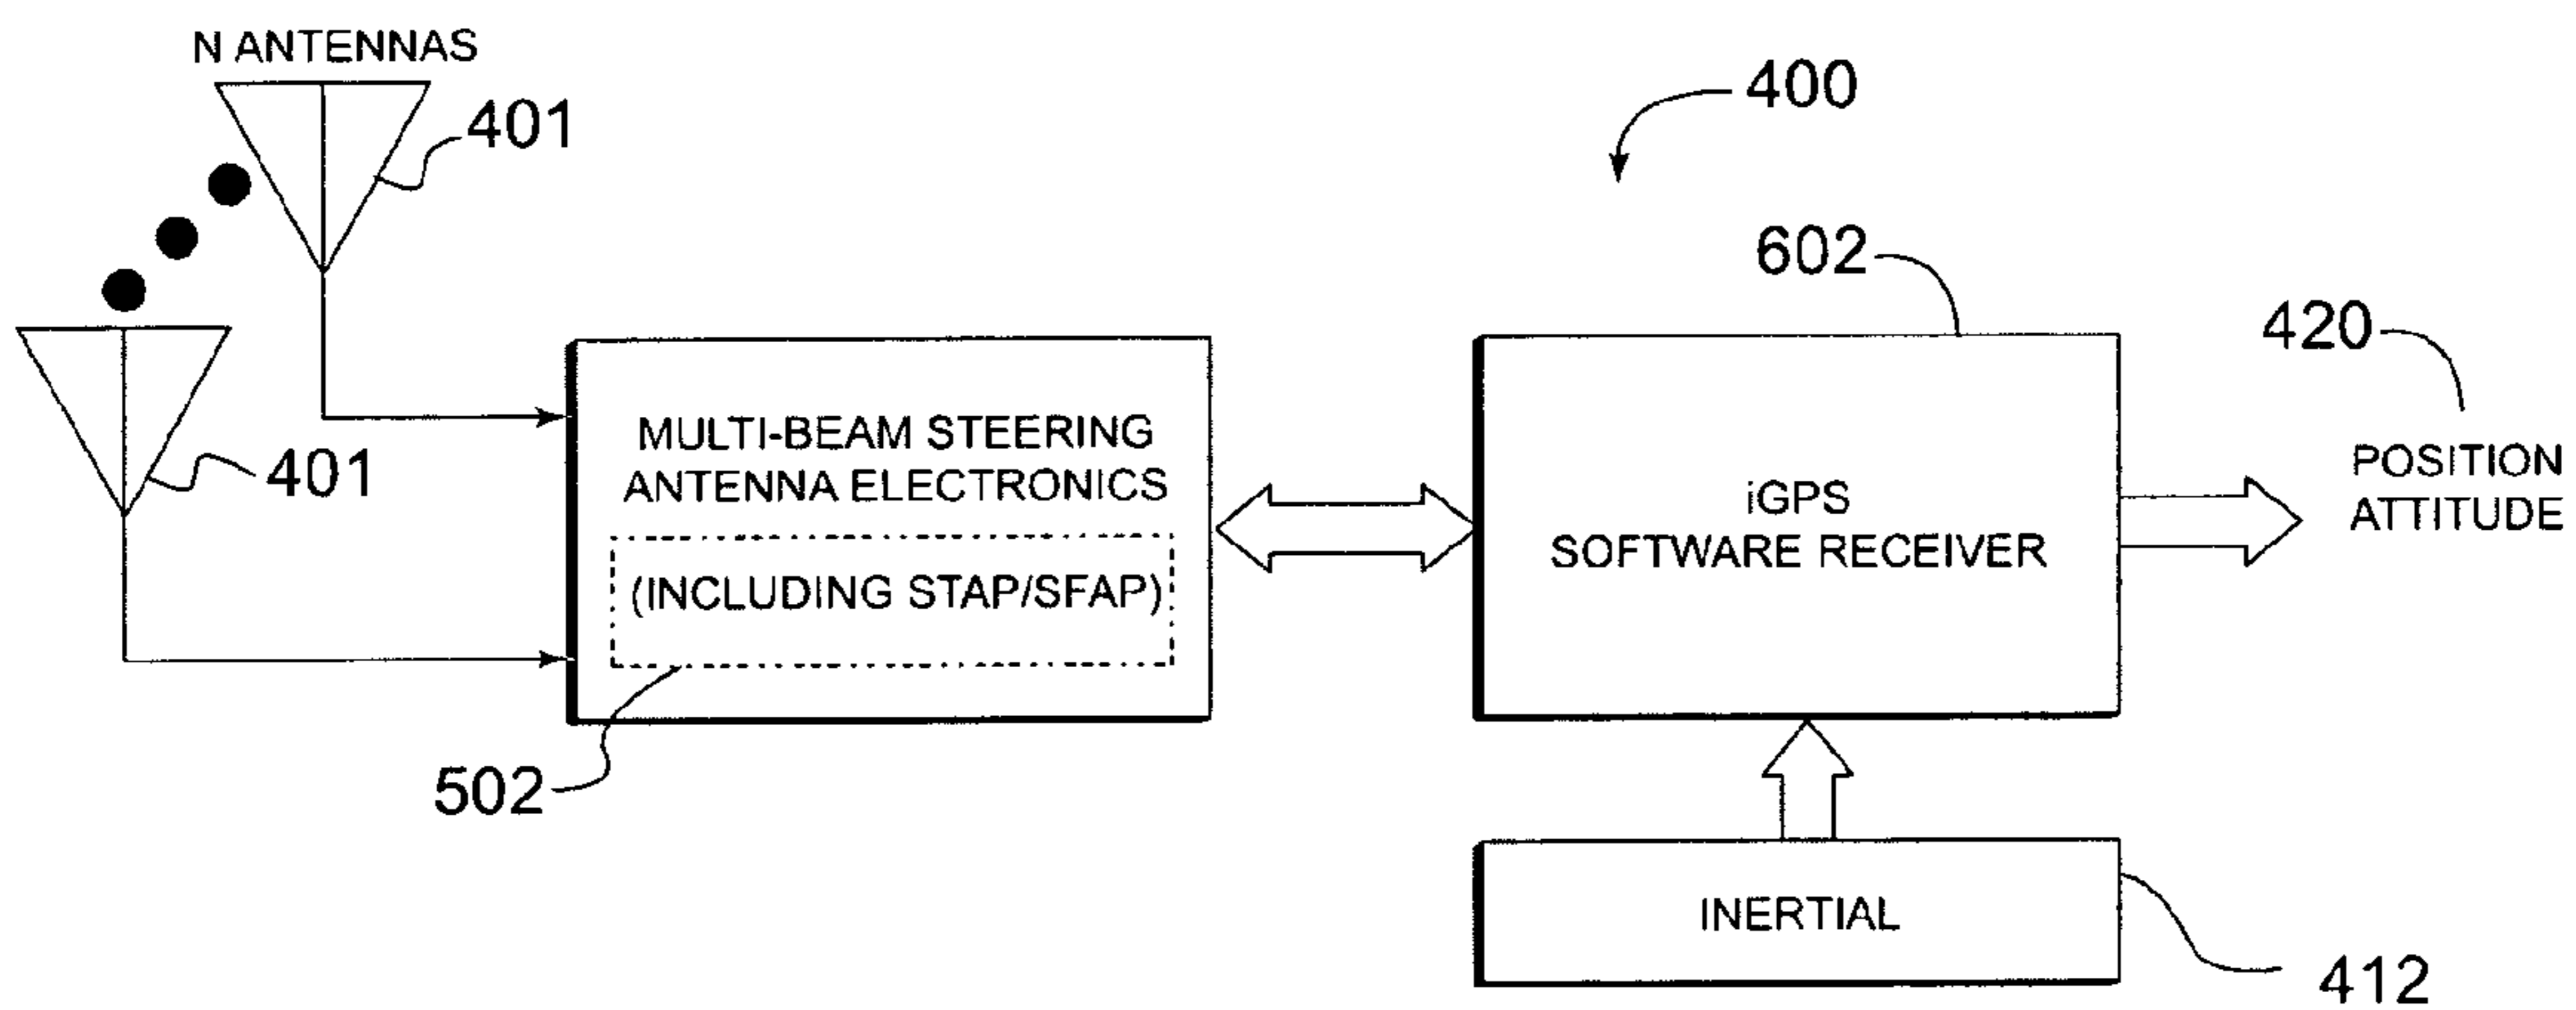 N ANTENNAS
401
400
602
420
MULTI-BEAM STEERING
ANTENNA ELECTRONICS
(INCLUDING STAP/SFAP)
401
iGPS
SOFTWARE RECEIVER
POSITION
ATTITUDE
502
INERTIAL
412